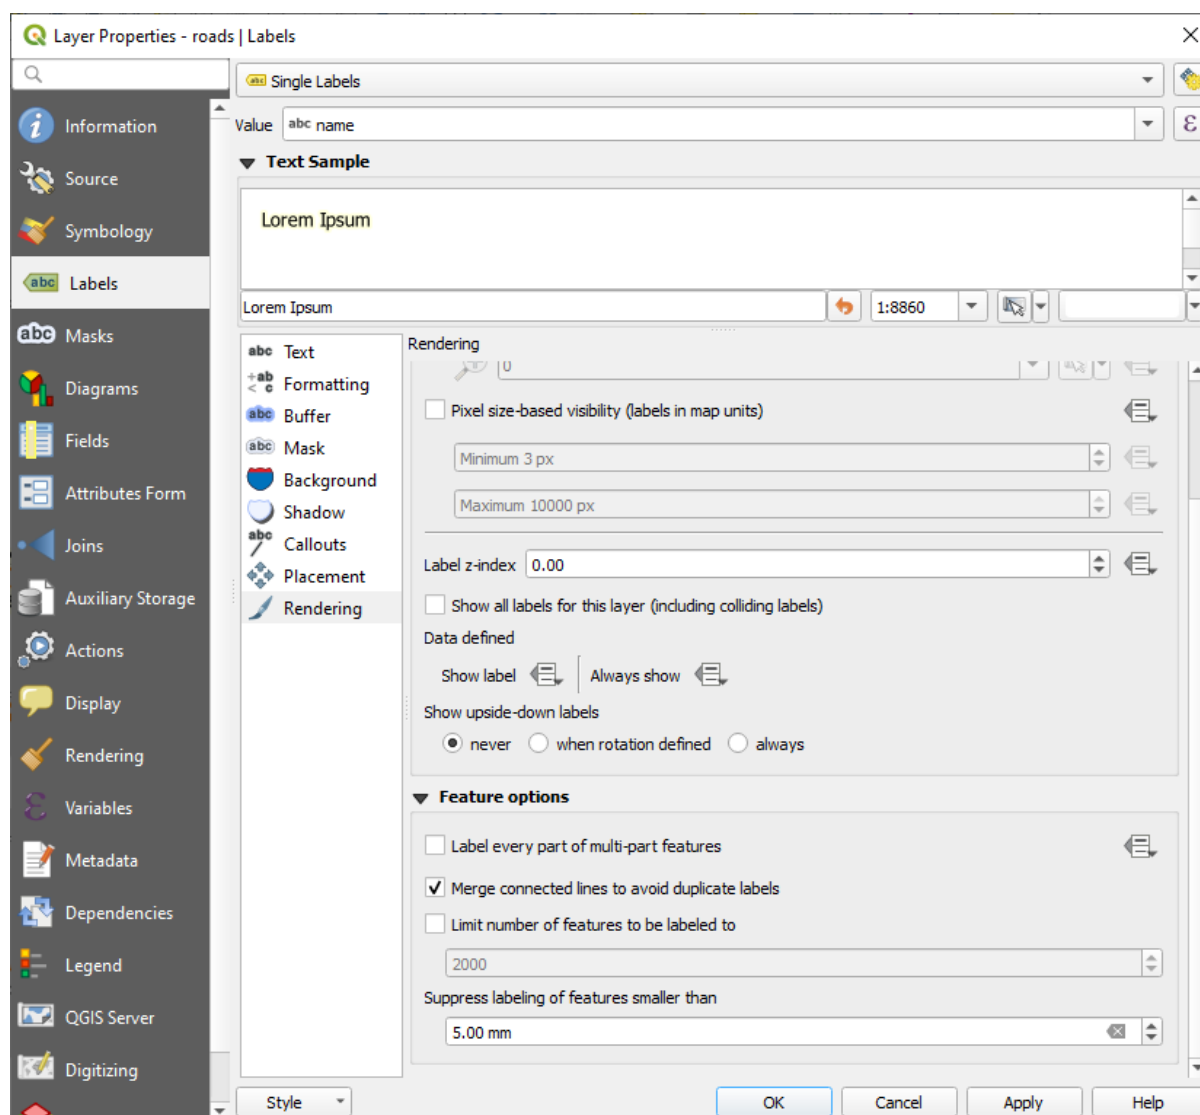 Layer Properties - roads | Labels
Single Labels
Information
Value abc name
Text Sample
Source
Lorem Ipsum
Symbology
abc Labels
Lorem Ipsum 1:8860
abc Masks
abc Text
Rendering
0
Diagrams
+ab < c Formatting
Pixel size-based visibility (labels in map units)
abc Buffer
Fields
abc Mask
Minimum 3 px
Background
Attributes Form
Maximum 10000 px
Shadow
Joins
abc Callouts
Label z-index 0.00
Placement
Auxiliary Storage
Rendering
Show all labels for this layer (including colliding labels)
Data defined
Actions
Show label Always show
Display
Show upside-down labels
never when rotation defined always
Rendering
Feature options
Variables
Label every part of multi-part features
Metadata
Merge connected lines to avoid duplicate labels
Dependencies
Limit number of features to be labeled to
Legend
2000
Suppress labeling of features smaller than
QGIS Server
5.00 mm
Digitizing
Style OK Cancel Apply Help